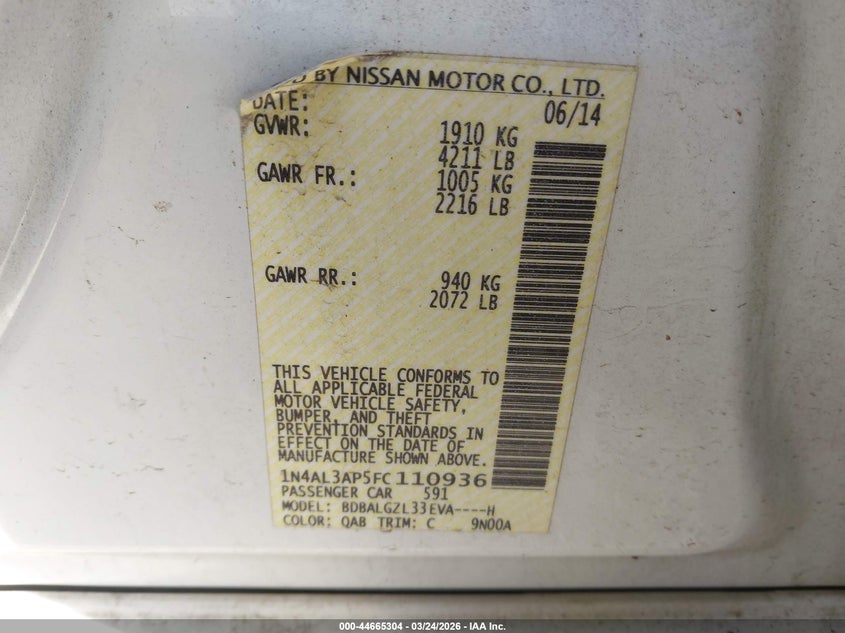 D BY NISSAN MOTOR CO., LTD.
DATE: 06/14
GVWR: 1910 KG
4211 LB
GAWR FR.: 1005 KG
2216 LB
GAWR RR.: 940 KG
2072 LB
THIS VEHICLE CONFORMS TO
ALL APPLICABLE FEDERAL
MOTOR VEHICLE SAFETY,
BUMPER, AND THEFT
PREVENTION STANDARDS IN
EFFECT ON THE DATE OF
MANUFACTURE SHOWN ABOVE.
1N4AL3AP5FC110936
PASSENGER CAR 591
MODEL: BDBALGZL33EVA----H
COLOR: QAB TRIM: C 9N00A
000-44665304 | 03/24/2026 - IAA Inc.